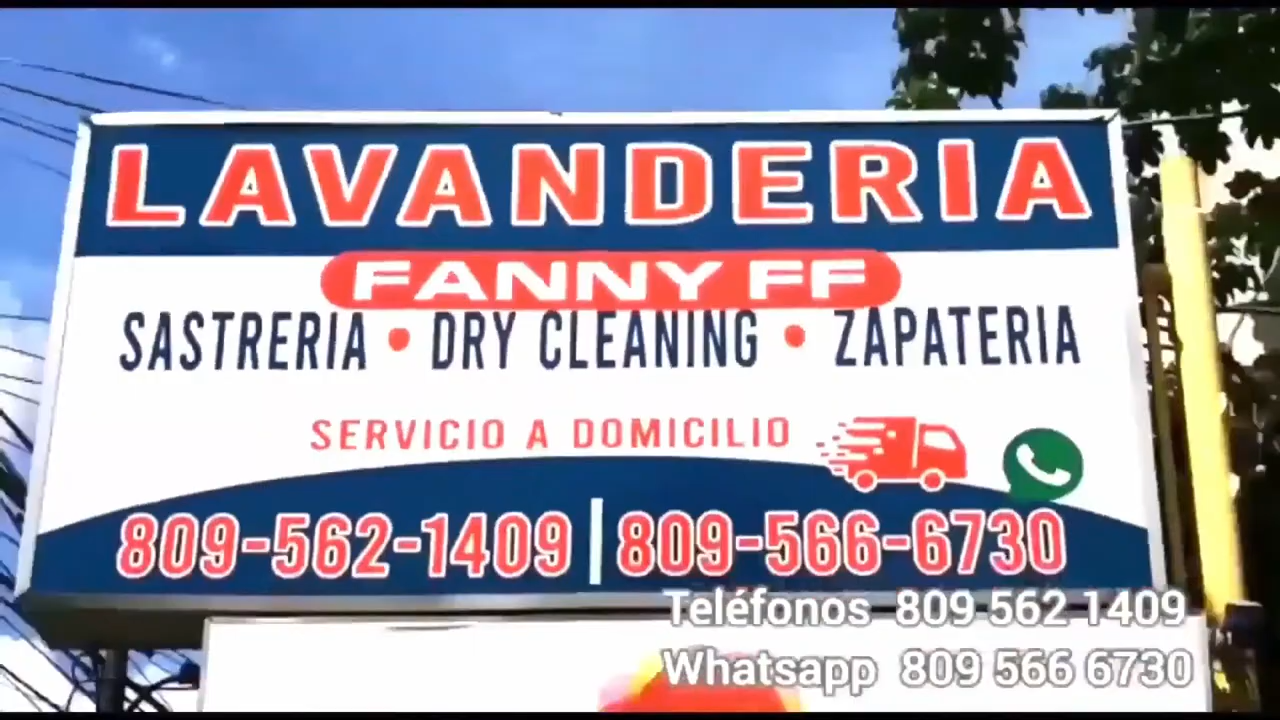 LAVANDERIA
FANNY FF
SASTRERIA • DRY CLEANING • ZAPATERIA
SERVICIO A DOMICILIO
809-562-1409 | 809-566-6730
Teléfonos 809 562 1409
Whatsapp 809 566 6730